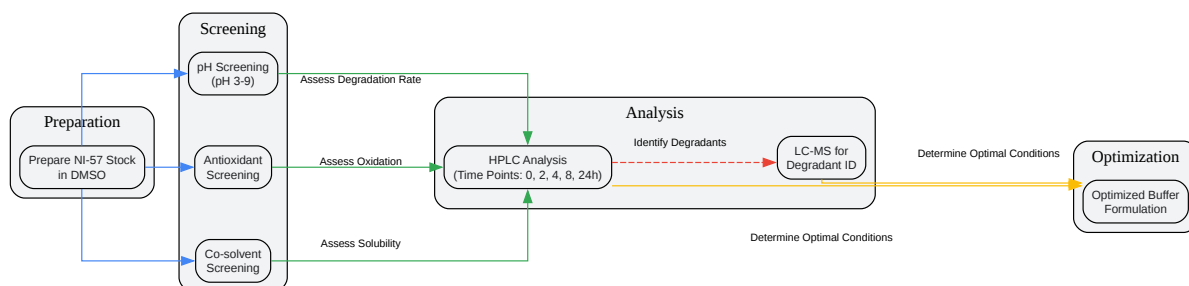 Preparation
Prepare NI-57 Stock
in DMSO
Screening
pH Screening
(pH 3-9)
Antioxidant
Screening
Co-solvent
Screening
Assess Degradation Rate
Assess Oxidation
Assess Solubility
Analysis
HPLC Analysis
(Time Points: 0, 2, 4, 8, 24h)
Identify Degradants
LC-MS for
Degradant ID
Determine Optimal Conditions
Determine Optimal Conditions
Optimization
Optimized Buffer
Formulation